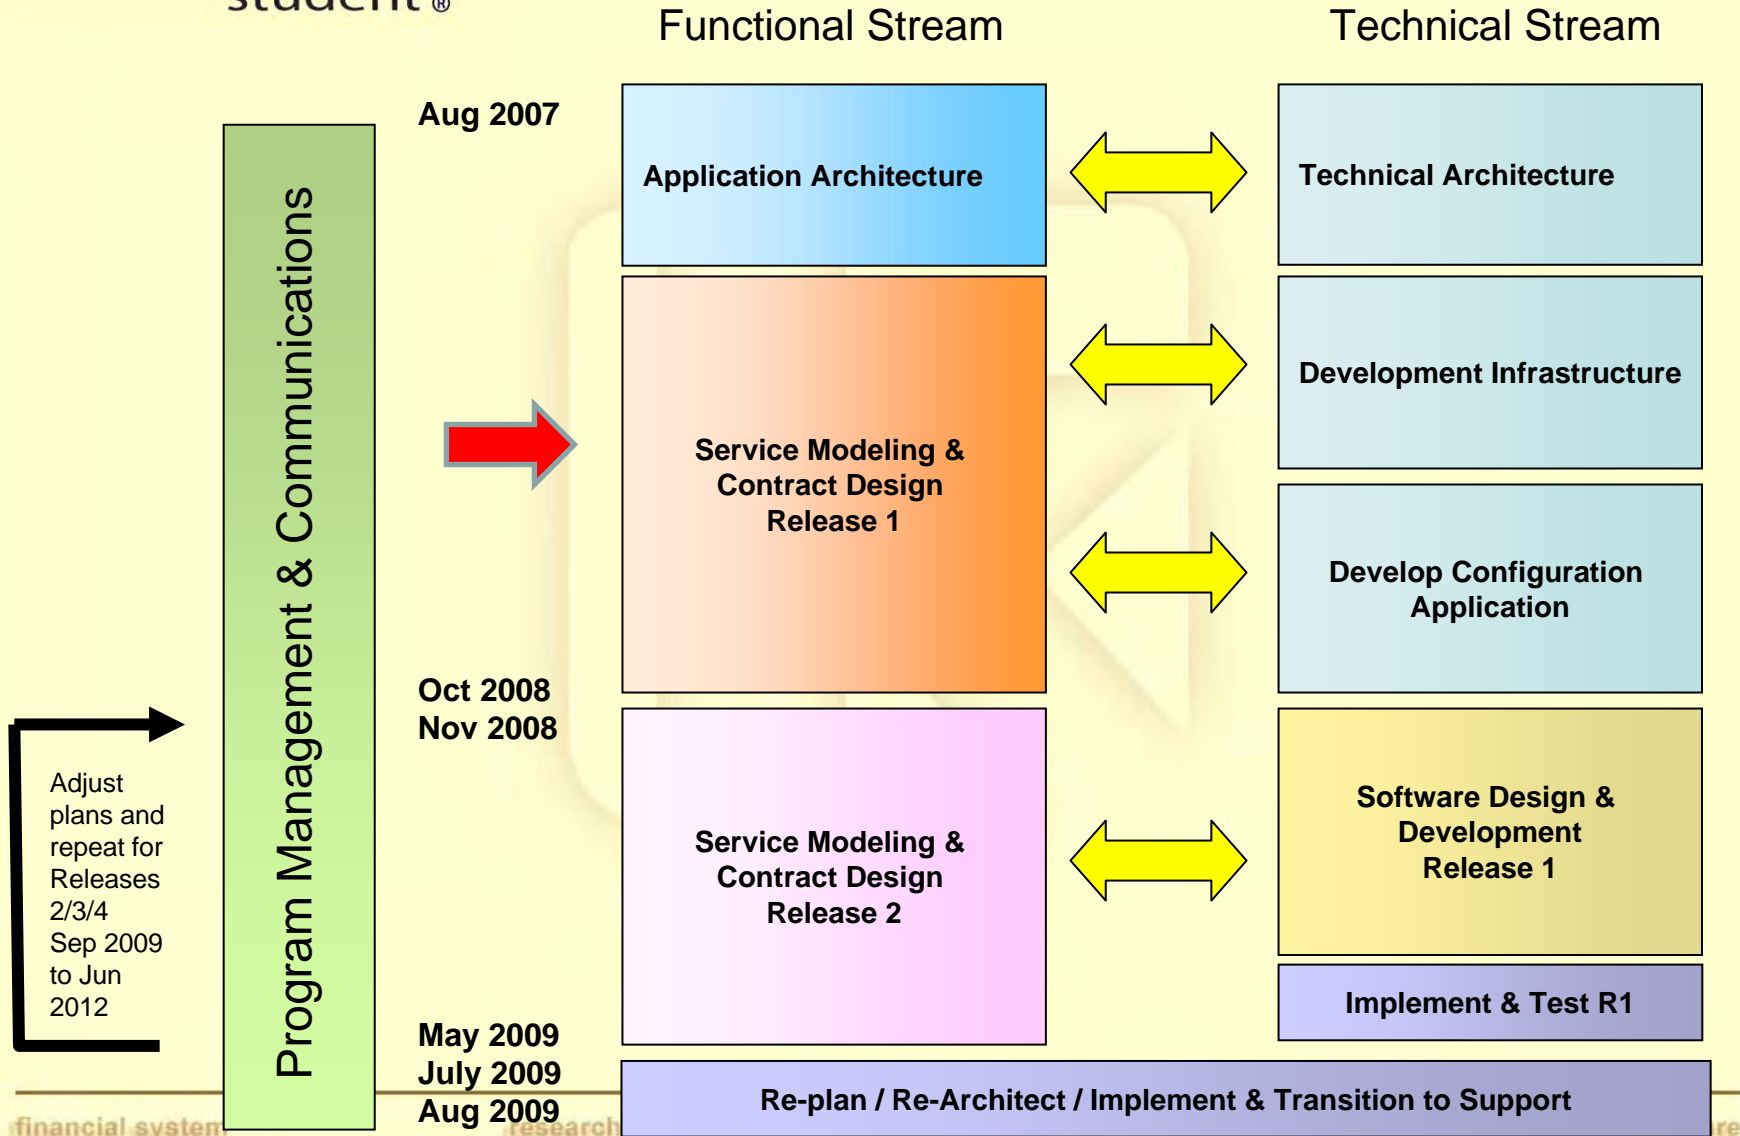 student ®
Functional Stream
Technical Stream
Program Management & Communications
Aug 2007
Application Architecture
Technical Architecture
Service Modeling &
Contract Design
Release 1
Development Infrastructure
Develop Configuration
Application
Oct 2008
Nov 2008
Adjust
plans and
repeat for
Releases
2/3/4
Sep 2009
to Jun
2012
Service Modeling &
Contract Design
Release 2
Software Design &
Development
Release 1
Implement & Test R1
May 2009
July 2009
Aug 2009
Re-plan / Re-Architect / Implement & Transition to Support
financial system
research